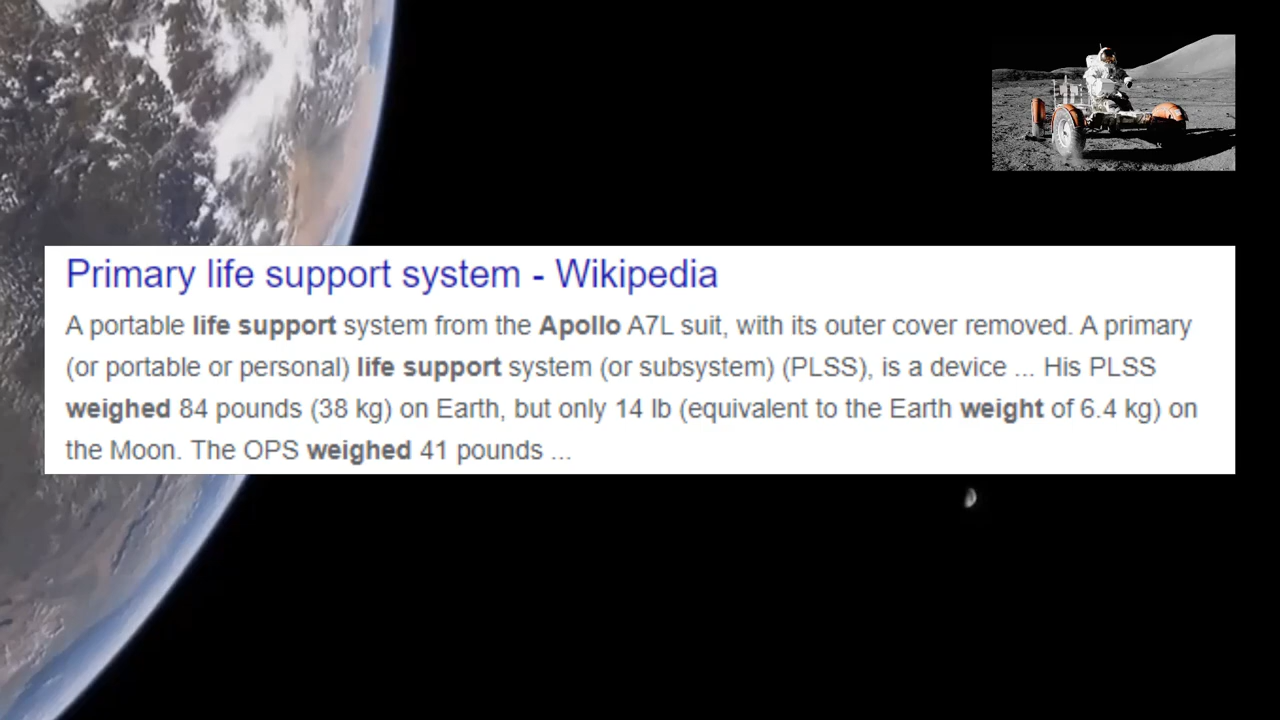 Primary life support system - Wikipedia
A portable life support system from the Apollo A7L suit, with its outer cover removed. A primary
(or portable or personal) life support system (or subsystem) (PLSS), is a device ... His PLSS
weighed 84 pounds (38 kg) on Earth, but only 14 lb (equivalent to the Earth weight of 6.4 kg) on
the Moon. The OPS weighed 41 pounds ...